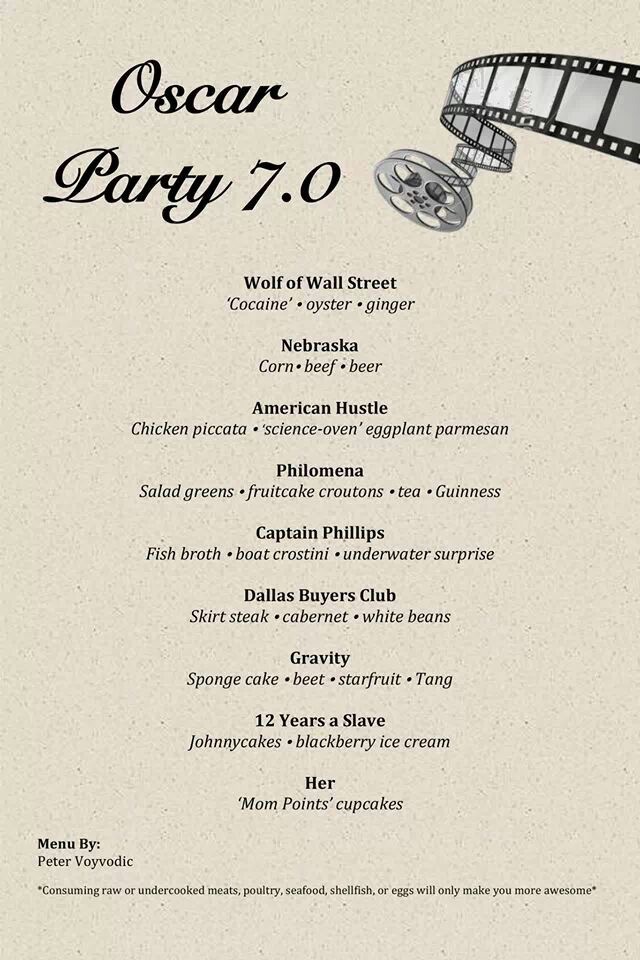 Oscar
Party 7.0
Wolf of Wall Street
‘Cocaine’ • oyster • ginger
Nebraska
Corn• beef • beer
American Hustle
Chicken piccata • ‘science-oven’ eggplant parmesan
Philomena
Salad greens • fruitcake croutons • tea • Guinness
Captain Phillips
Fish broth • boat crostini • underwater surprise
Dallas Buyers Club
Skirt steak • cabernet • white beans
Gravity
Sponge cake • beet • starfruit • Tang
12 Years a Slave
Johnnycakes • blackberry ice cream
Her
‘Mom Points’ cupcakes
Menu By:
Peter Voyvodic
*Consuming raw or undercooked meats, poultry, seafood, shellfish, or eggs will only make you more awesome*